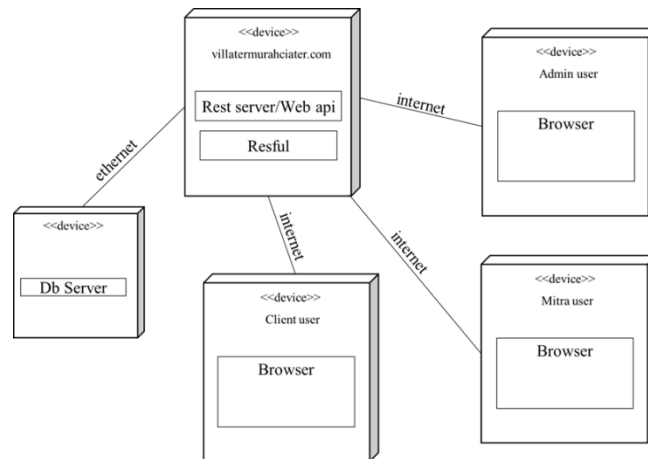 <<device>>
villatermurahciater.com
Rest server/Web api
Resful
<<device>>
Admin user
Browser
internet
ethernet
<<device>>
Db Server
internet
internet
<<device>>
Client user
Browser
<<device>>
Mitra user
Browser